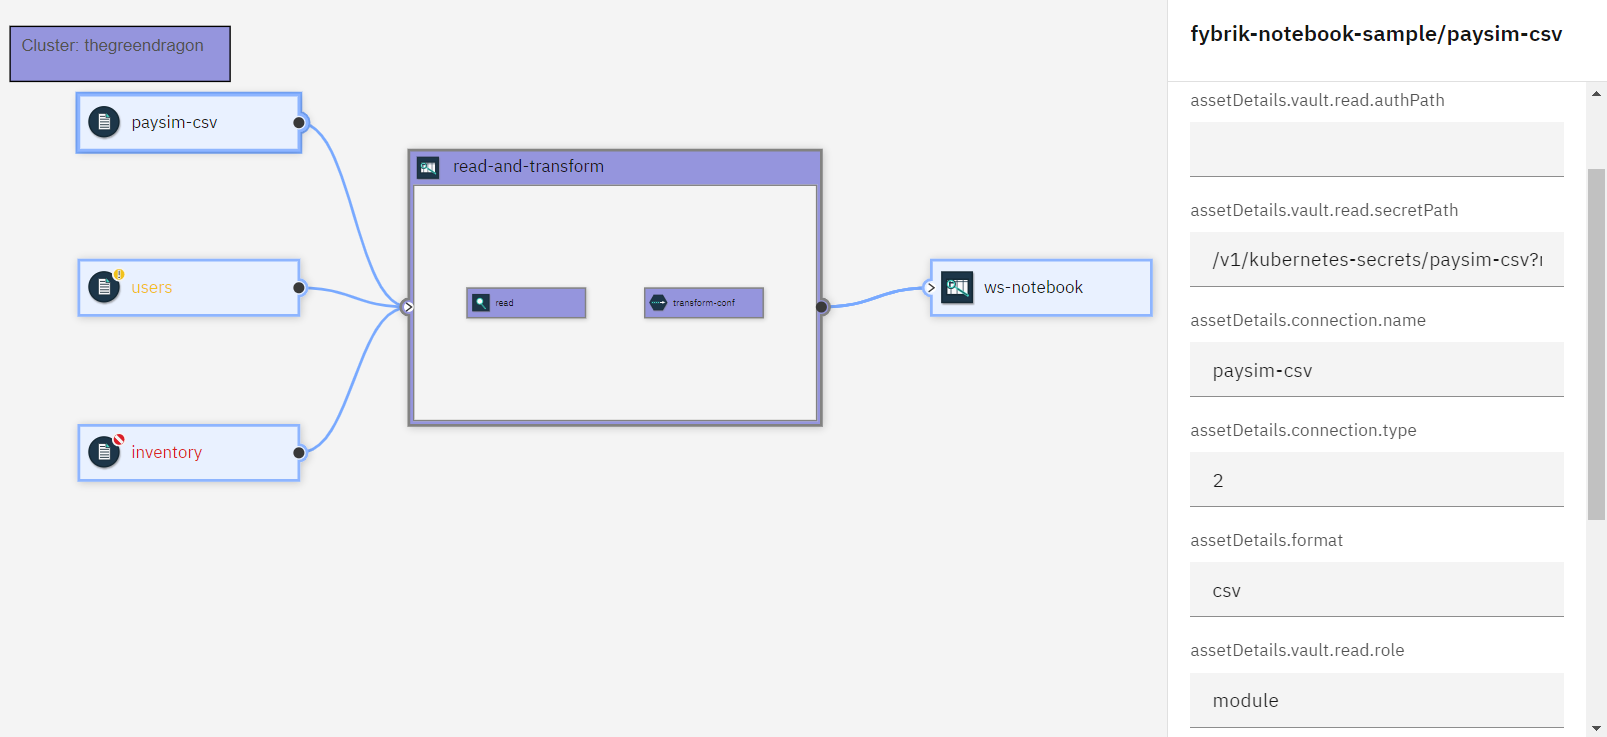 Cluster: thegreendragon
paysim-csv
users
inventory
read-and-transform
read
transform-conf
ws-notebook
fybrik-notebook-sample/paysim-csv
assetDetails.vault.read.authPath
assetDetails.vault.read.secretPath
/v1/kubernetes-secrets/paysim-csv?
assetDetails.connection.name
paysim-csv
assetDetails.connection.type
2
assetDetails.format
csv
assetDetails.vault.read.role
module